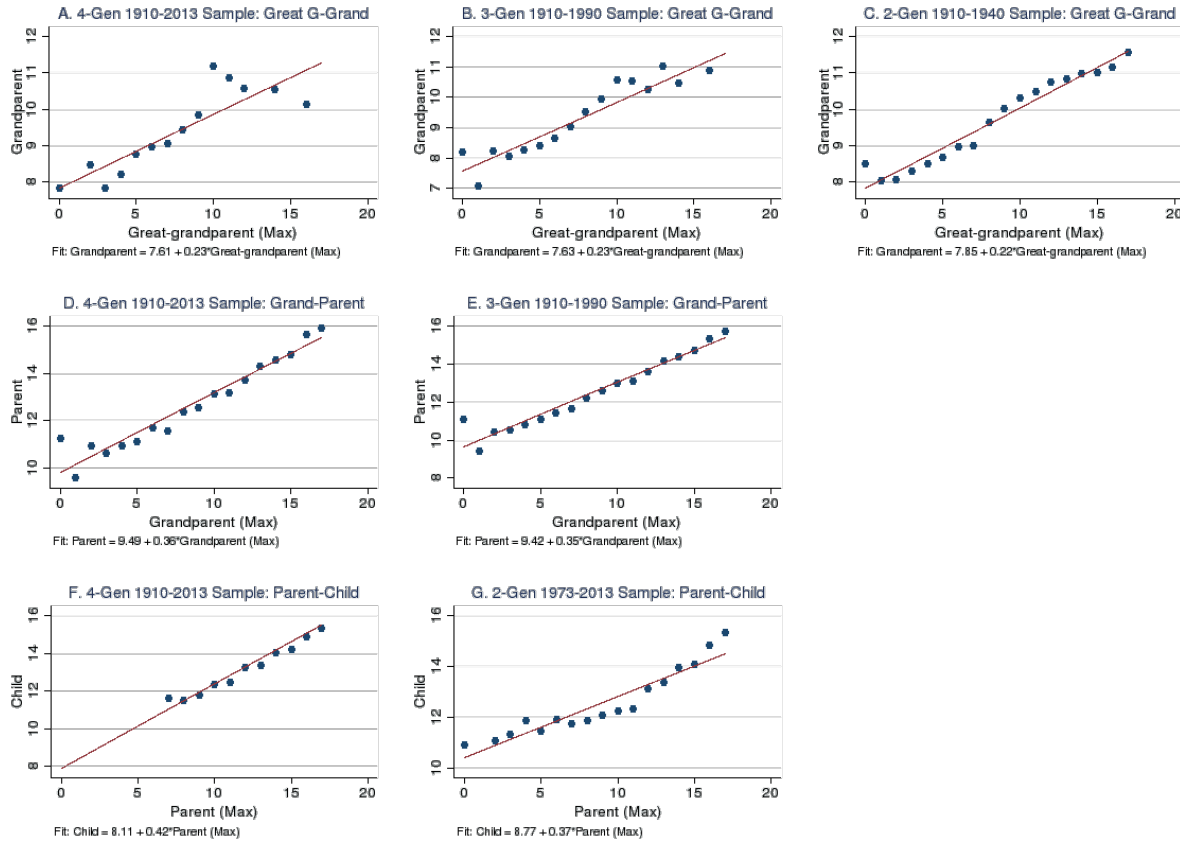 A. 4-Gen 1910-2013 Sample: Great G-Grand
12
11
10
9
8
Grandparent
0 5 10 15 20
Great-grandparent (Max)
Fit: Grandparent = 7.61 + 0.23*Great-grandparent (Max)
B. 3-Gen 1910-1990 Sample: Great G-Grand
12
11
10
9
8
7
Grandparent
0 5 10 15 20
Great-grandparent (Max)
Fit: Grandparent = 7.63 + 0.23*Great-grandparent (Max)
C. 2-Gen 1910-1940 Sample: Great G-Grand
12
11
10
9
8
Grandparent
0 5 10 15 20
Great-grandparent (Max)
Fit: Grandparent = 7.85 + 0.22*Great-grandparent (Max)
D. 4-Gen 1910-2013 Sample: Grand-Parent
16
14
12
10
Parent
0 5 10 15 20
Grandparent (Max)
Fit: Parent = 9.49 + 0.36*Grandparent (Max)
E. 3-Gen 1910-1990 Sample: Grand-Parent
16
14
12
10
8
Parent
0 5 10 15 20
Grandparent (Max)
Fit: Parent = 9.42 + 0.35*Grandparent (Max)
F. 4-Gen 1910-2013 Sample: Parent-Child
16
14
12
10
8
Child
0 5 10 15 20
Parent (Max)
Fit: Child = 8.11 + 0.42*Parent (Max)
G. 2-Gen 1973-2013 Sample: Parent-Child
16
14
12
10
Child
0 5 10 15 20
Parent (Max)
Fit: Child = 8.77 + 0.37*Parent (Max)